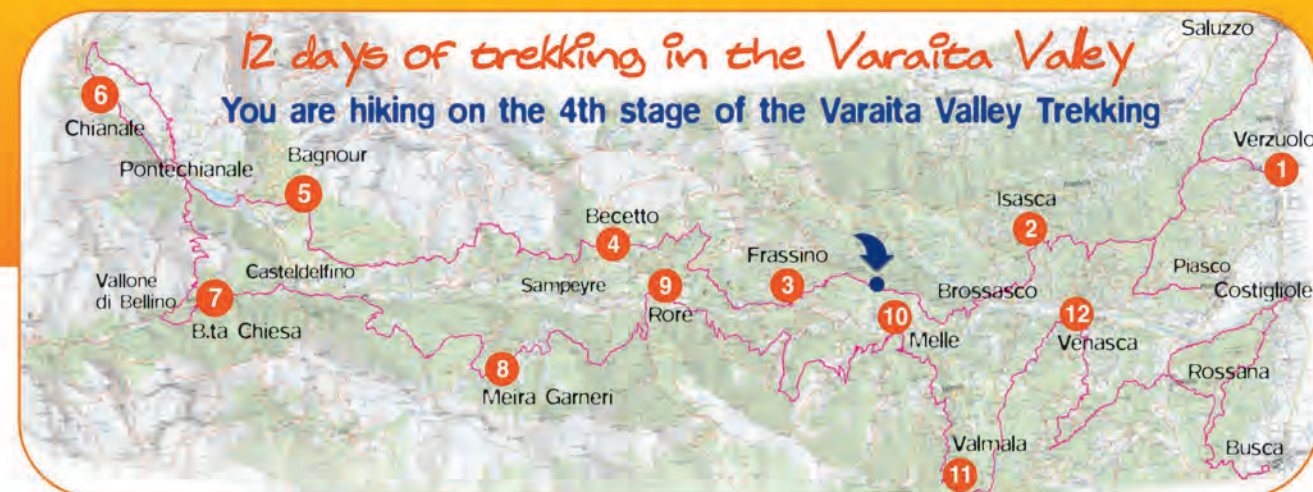 12 days of trekking in the Varaita Valley
You are hiking on the 4th stage of the Varaita Valley Trekking
Saluzzo
6
Chianale
Verzuolo
1
Pontechianale
Bagnour
5
Isasca
2
Becetto
4
Frassino
3
Vallone
di Bellino
7
B.ta Chiesa
Casteldelfino
Sampeyre
9
Rore
10
Melle
Brossasco
12
Venasca
Piasco
Costigliole
8
Meira Garneri
Rossana
Valmala
11
Busca